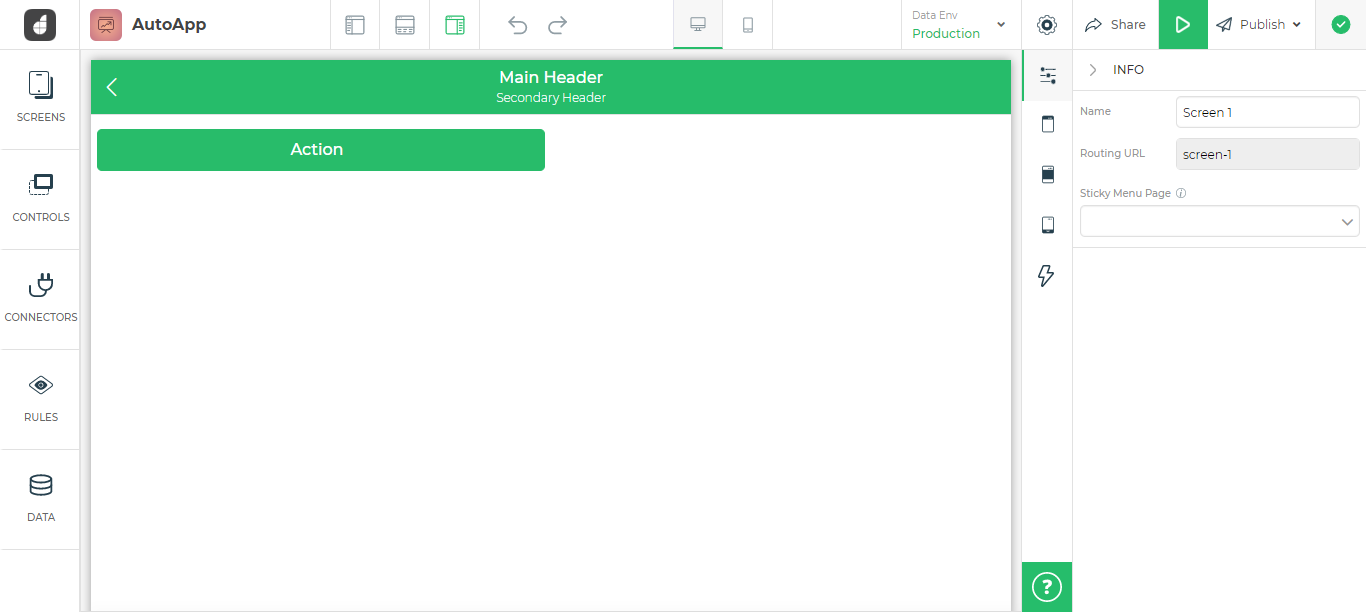 AutoApp
Data Env
Production
Share
Publish
SCREENS
CONTROLS
CONNECTORS
RULES
DATA
Main Header
Secondary Header
Action
INFO
Name
Screen 1
Routing URL
screen-1
Sticky Menu Page
?